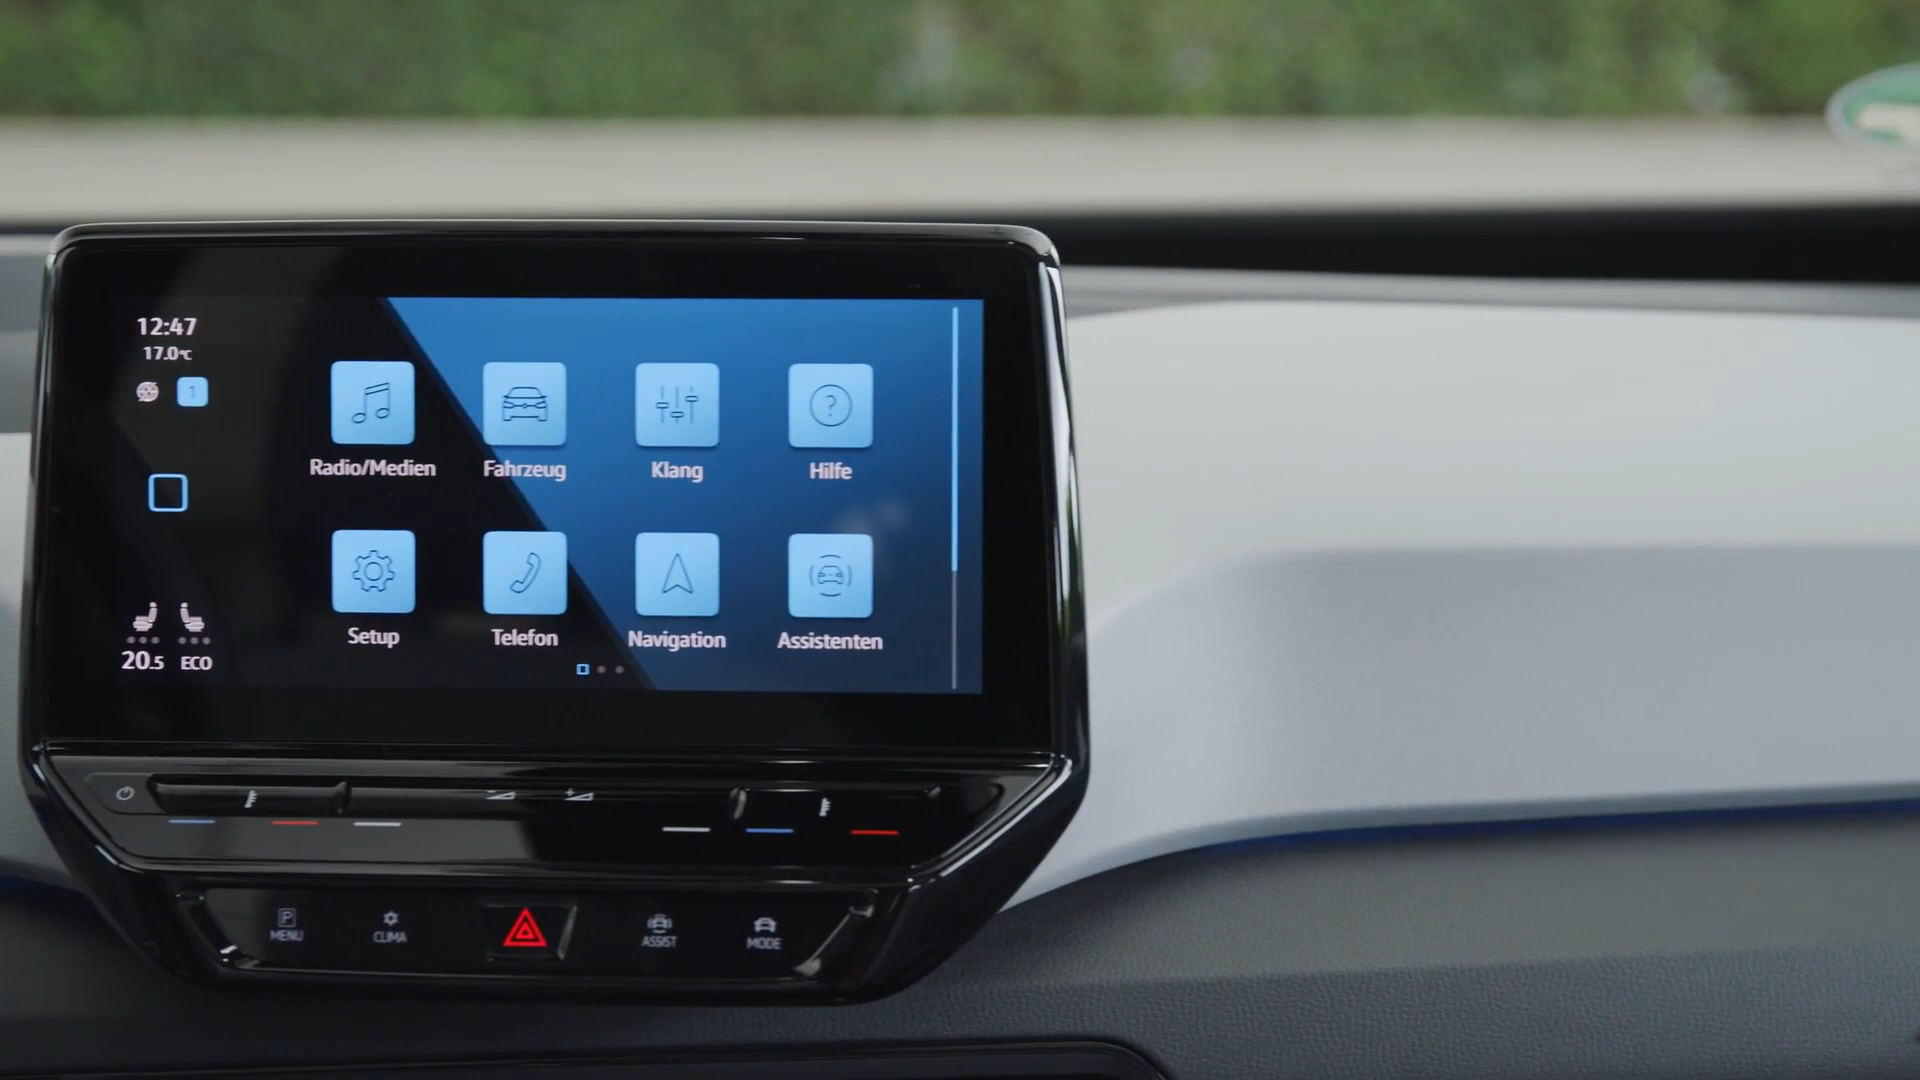 12:47
17.0°C
1
Radio/Medien
Fahrzeug
Klang
Hilfe
Setup
Telefon
Navigation
Assistenten
20.5
ECO
P
MENU
CLIMA
ASSIST
MODE